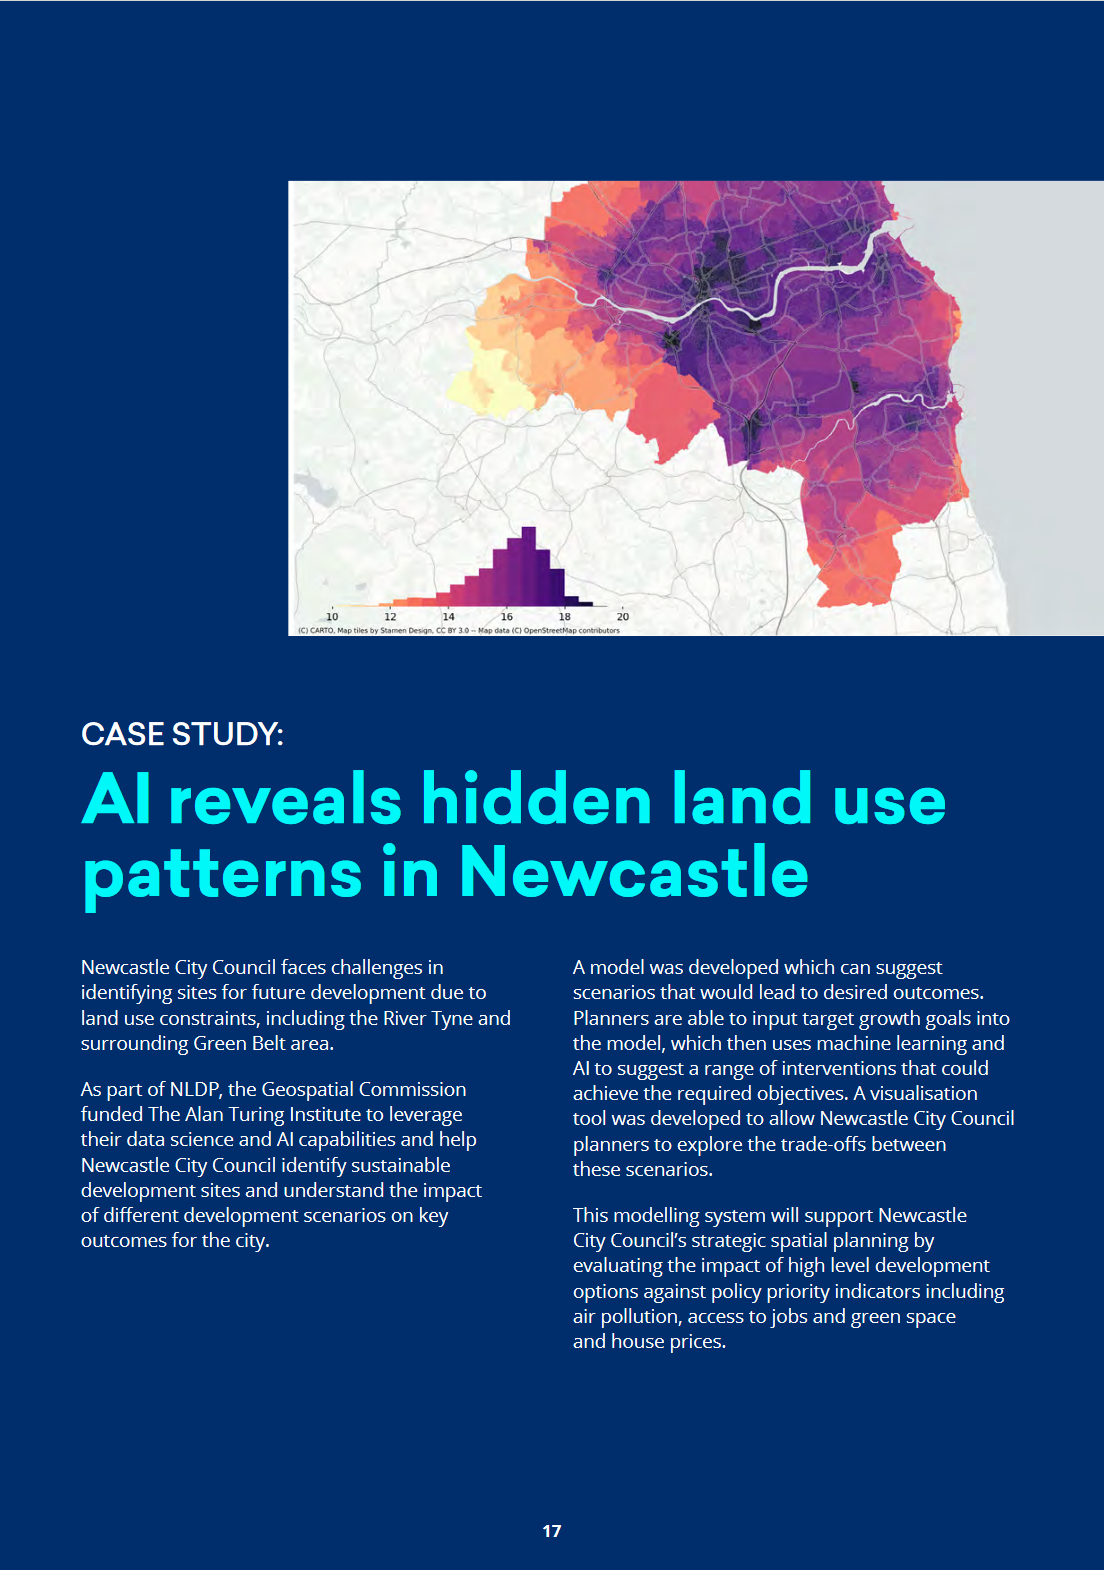 10 12 14 16 18 20
(C) CARTO, Map tiles by Stamen Design, CC BY 3.0 -- Map data (C) OpenStreetMap contributors
CASE STUDY:
AI reveals hidden land use
patterns in Newcastle
Newcastle City Council faces challenges in
identifying sites for future development due to
land use constraints, including the River Tyne and
surrounding Green Belt area.
As part of NLDP, the Geospatial Commission
funded The Alan Turing Institute to leverage
their data science and AI capabilities and help
Newcastle City Council identify sustainable
development sites and understand the impact
of different development scenarios on key
outcomes for the city.
A model was developed which can suggest
scenarios that would lead to desired outcomes.
Planners are able to input target growth goals into
the model, which then uses machine learning and
AI to suggest a range of interventions that could
achieve the required objectives. A visualisation
tool was developed to allow Newcastle City Council
planners to explore the trade-offs between
these scenarios.
This modelling system will support Newcastle
City Council’s strategic spatial planning by
evaluating the impact of high level development
options against policy priority indicators including
air pollution, access to jobs and green space
and house prices.
17